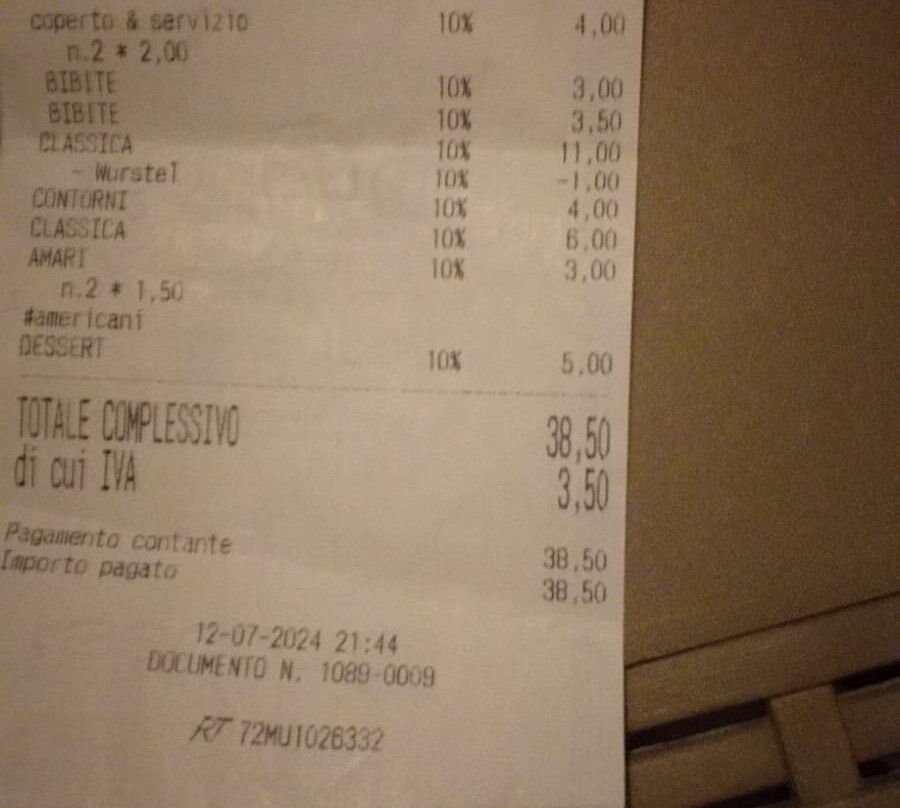 coperto & servizio 10% 4,00
n.2 * 2,00
BIBITE 10% 3,00
BIBITE 10% 3,50
CLASSICA 10% 11,00
- Wurstel 10% -1,00
CONTORNI 10% 4,00
CLASSICA 10% 6,00
AMARI 10% 3,00
n.2 * 1,50
#americani
DESSERT 10% 5,00
TOTALE COMPLESSIVO 38,50
di cui IVA 3,50
Pagamento contante 38,50
Importo pagato 38,50
12-07-2024 21:44
DOCUMENTO N. 1089-0009
RT 72MU1026332